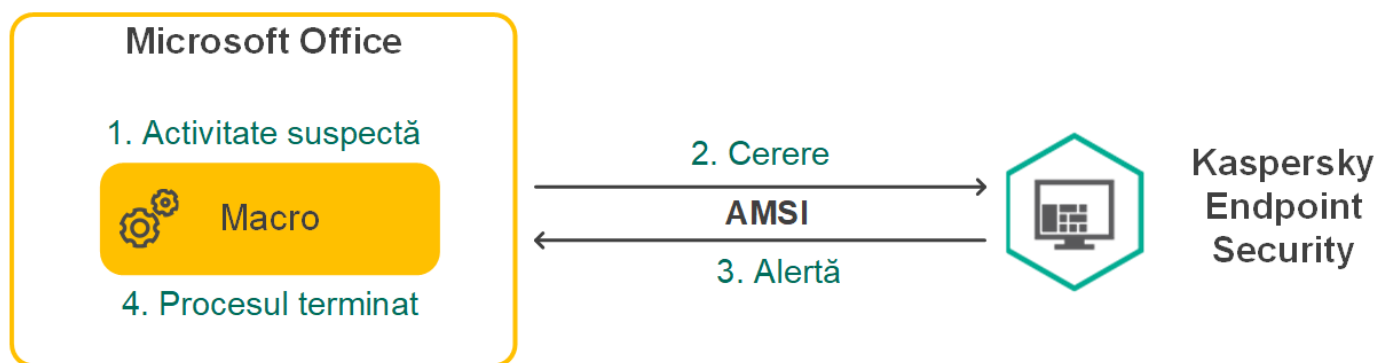 Microsoft Office
1. Activitate suspectă
Macro
4. Procesul terminat
2. Cerere
AMSI
3. Alertă
Kaspersky
Endpoint
Security